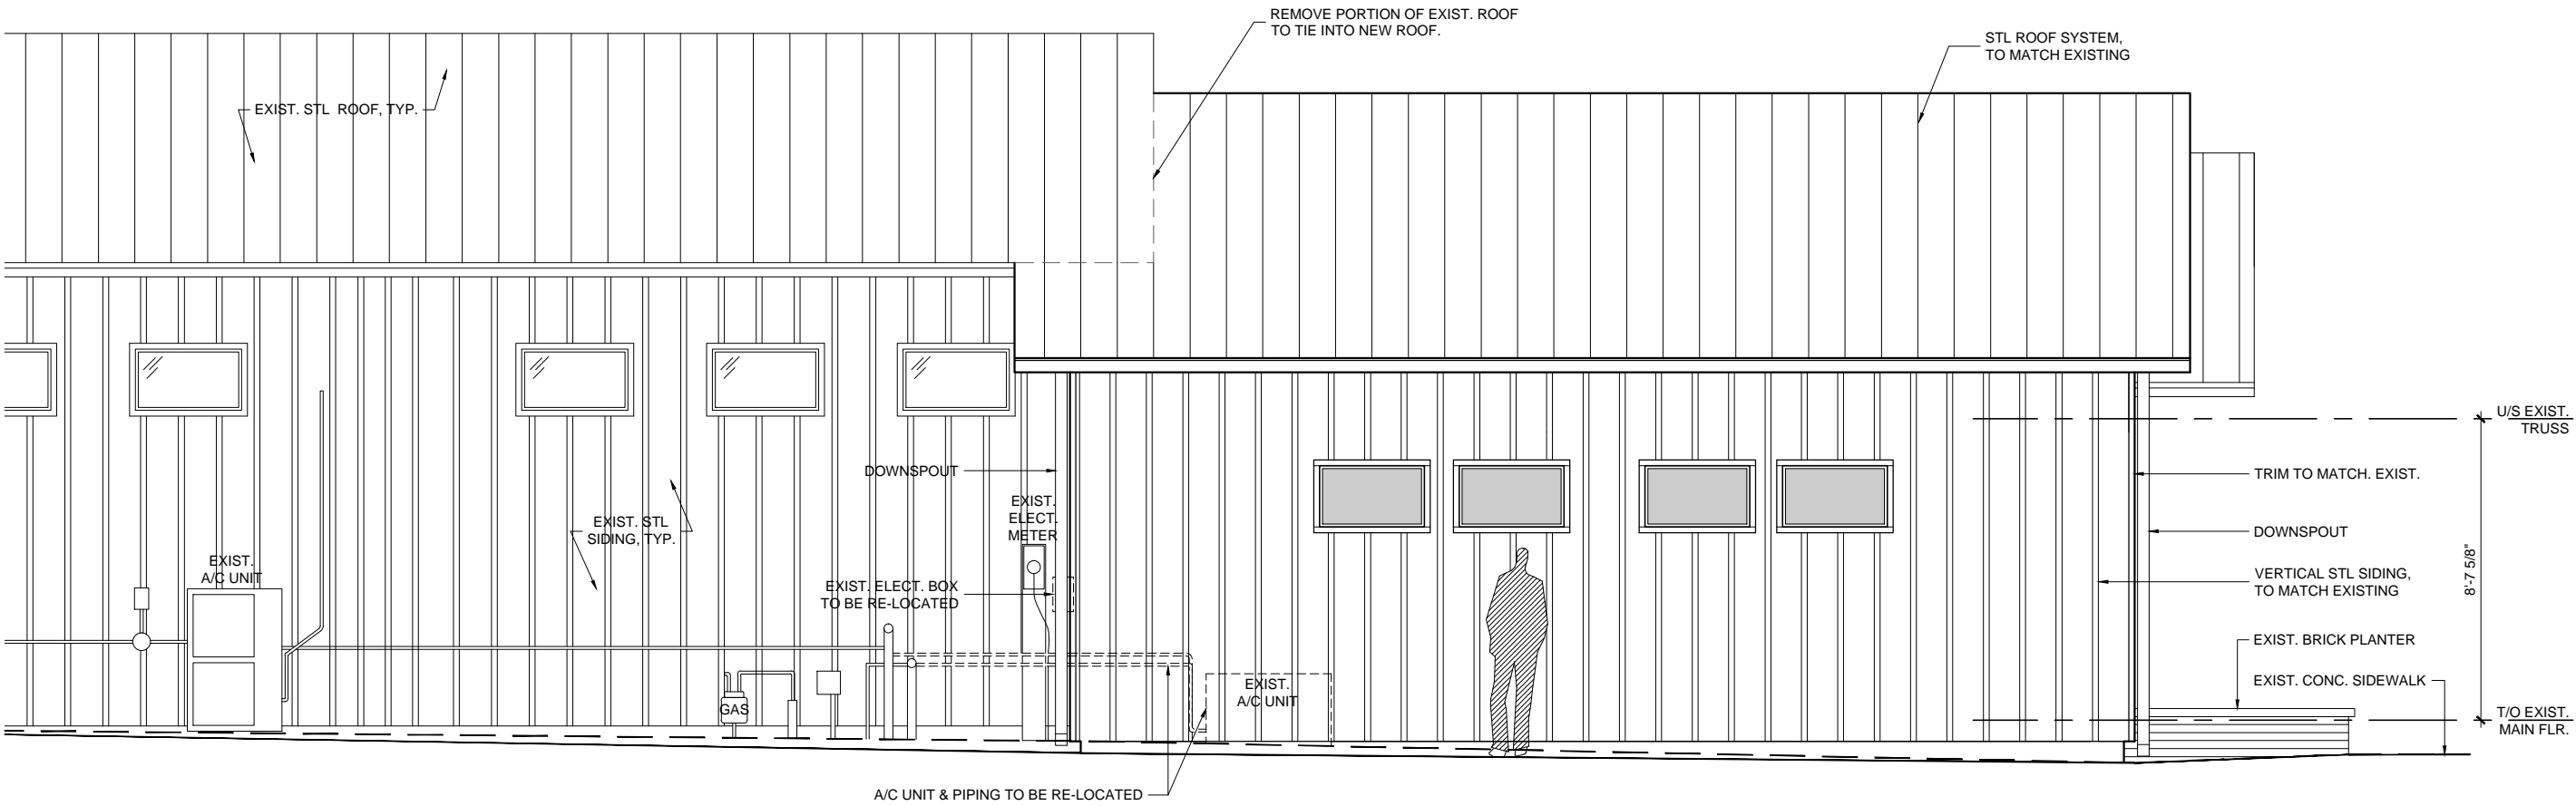 REMOVE PORTION OF EXIST. ROOF
TO TIE INTO NEW ROOF.
STL ROOF SYSTEM,
TO MATCH EXISTING
EXIST. STL ROOF, TYP.
U/S EXIST.
TRUSS
DOWNSPOUT
TRIM TO MATCH. EXIST.
EXIST.
ELECT.
METER
EXIST. STL
SIDING, TYP.
DOWNSPOUT
8'-7 5/8"
EXIST.
A/C UNIT
EXIST. ELECT. BOX
TO BE RE-LOCATED
VERTICAL STL SIDING,
TO MATCH EXISTING
EXIST. BRICK PLANTER
EXIST. CONC. SIDEWALK
EXIST.
A/C UNIT
GAS
T/O EXIST.
MAIN FLR.
A/C UNIT & PIPING TO BE RE-LOCATED